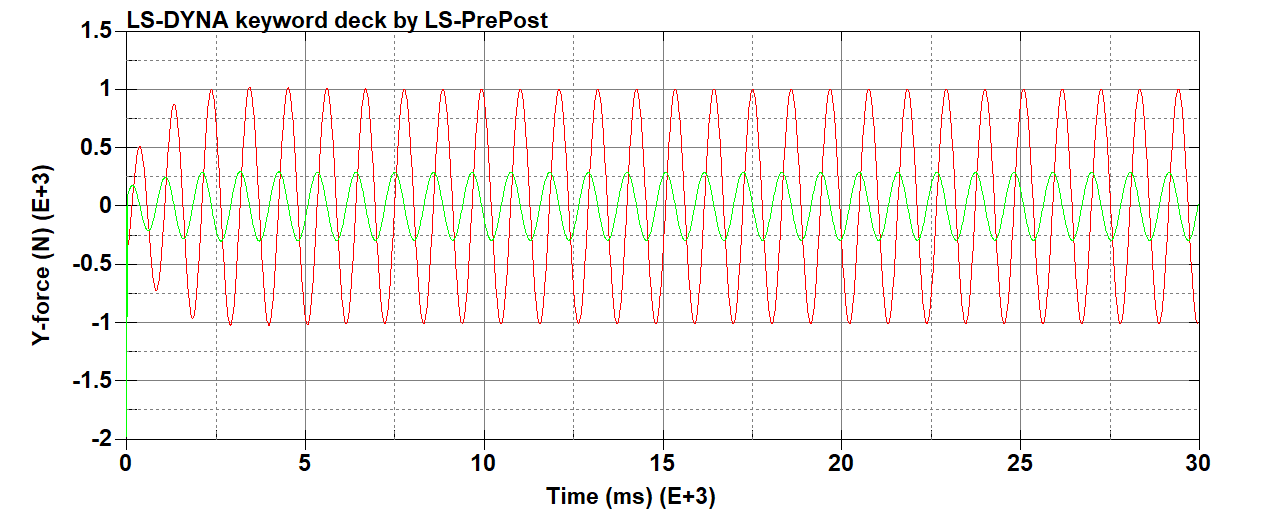 LS-DYNA keyword deck by LS-PrePost
1.5
1
0.5
0
-0.5
-1
-1.5
-2
Y-force (N) (E+3)
0 5 10 15 20 25 30
Time (ms) (E+3)